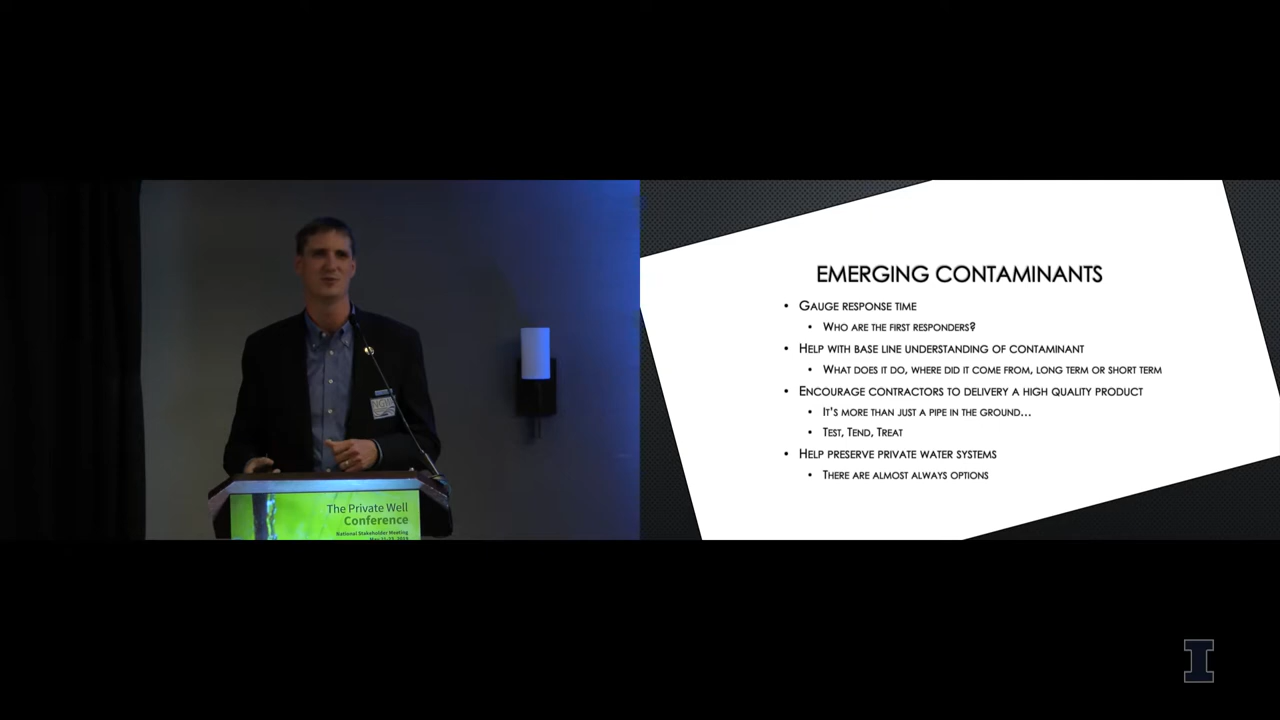 The Private Well
Conference
National Stakeholder Meeting
EMERGING CONTAMINANTS
• GAUGE RESPONSE TIME
• WHO ARE THE FIRST RESPONDERS?
• HELP WITH BASE LINE UNDERSTANDING OF CONTAMINANT
• WHAT DOES IT DO, WHERE DID IT COME FROM, LONG TERM OR SHORT TERM
• ENCOURAGE CONTRACTORS TO DELIVERY A HIGH QUALITY PRODUCT
• IT'S MORE THAN JUST A PIPE IN THE GROUND...
• TEST, TEND, TREAT
• HELP PRESERVE PRIVATE WATER SYSTEMS
• THERE ARE ALMOST ALWAYS OPTIONS
I